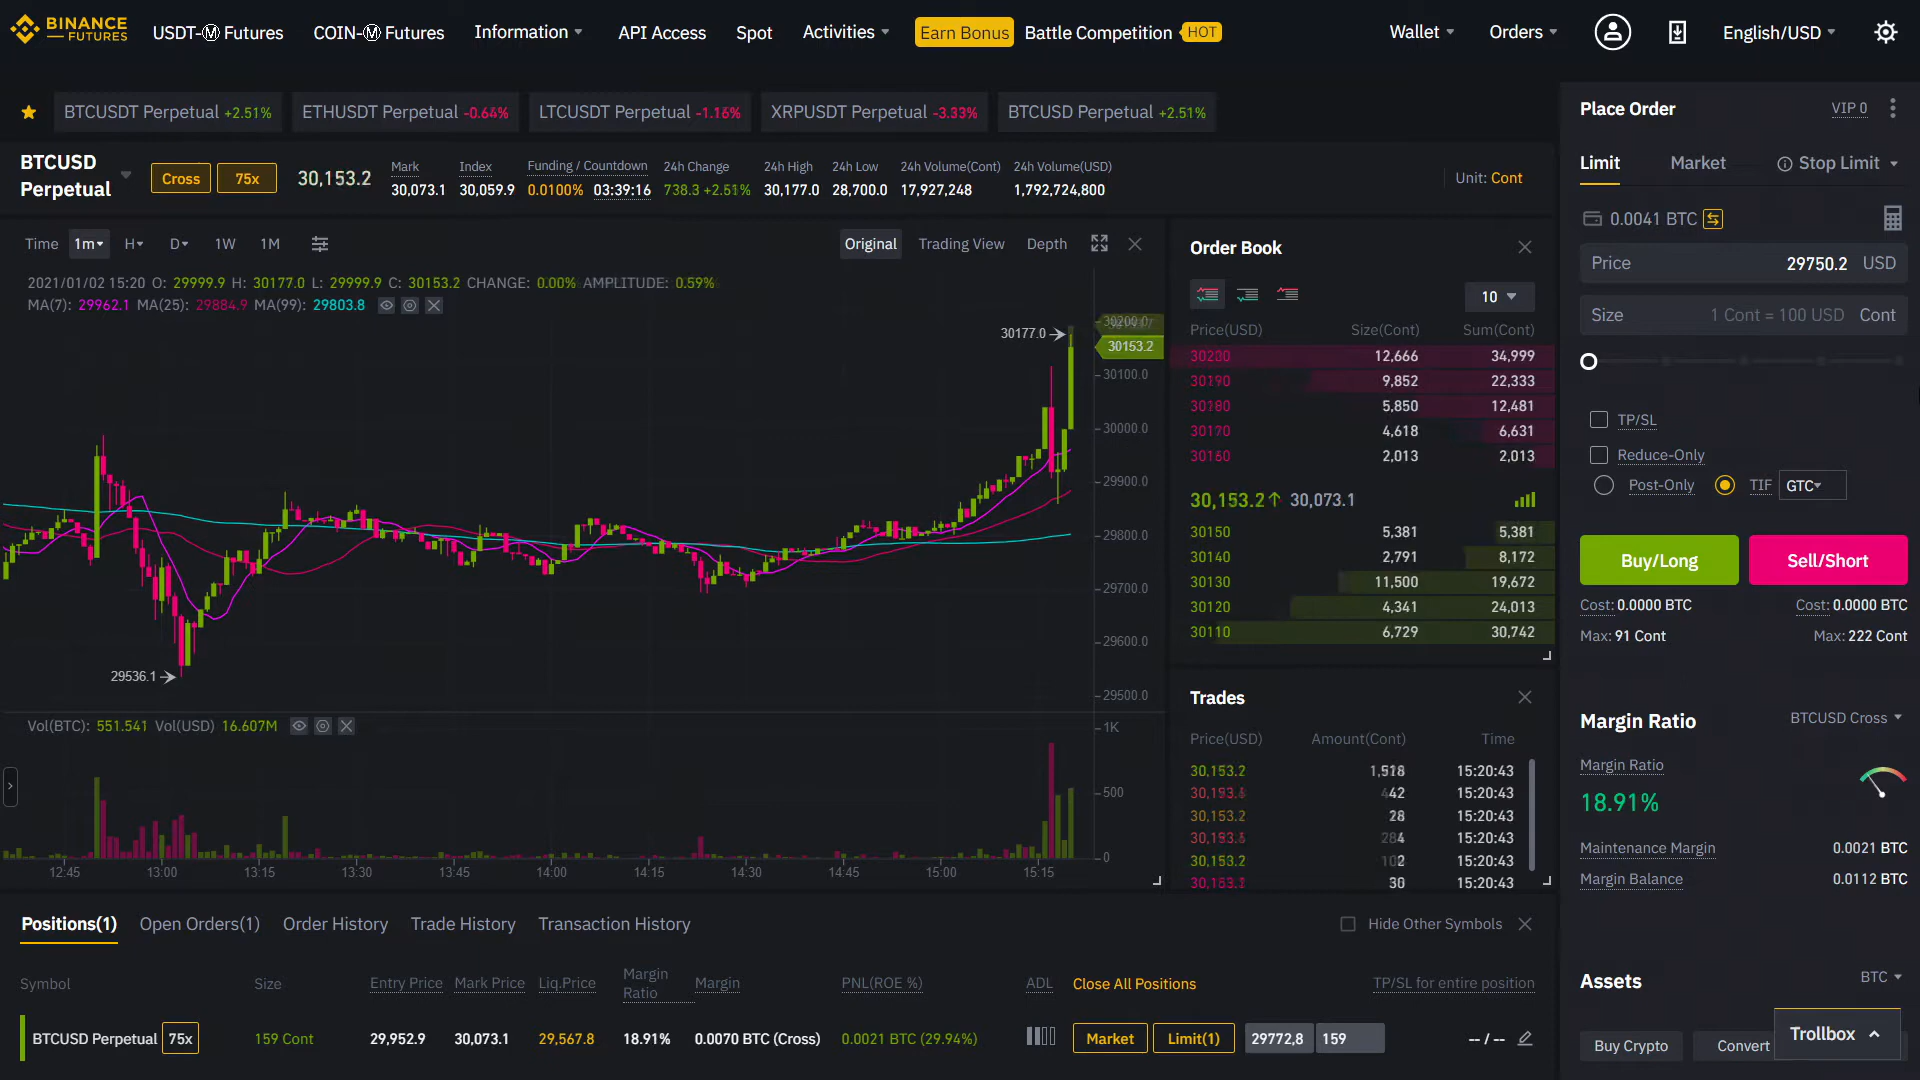 BINANCE FUTURES
USDT-Ⓜ Futures COIN-Ⓜ Futures Information API Access Spot Activities Earn Bonus Battle Competition HOT Wallet Orders English/USD
BTCUSDT Perpetual +2.51% ETHUSDT Perpetual -0.64% LTCUSDT Perpetual -1.16% XRPUSDT Perpetual -3.33% BTCUSD Perpetual +2.51%
BTCUSD Perpetual Cross 75x 30,153.2
Mark Index Funding / Countdown 24h Change 24h High 24h Low 24h Volume(Cont) 24h Volume(USD)
30,073.1 30,059.9 0.0100% 03:39:16 738.3 +2.51% 30,177.0 28,700.0 17,927,248 1,792,724,800
Unit: Cont
Time 1m H D 1W 1M Original Trading View Depth
2021/01/02 15:20 O: 29999.9 H: 30177.0 L: 29999.9 C: 30153.2 CHANGE: 0.00% AMPLITUDE: 0.59%
MA(7): 29962.1 MA(25): 29884.9 MA(99): 29803.8
30177.0
30200.0
30153.2
30100.0
30000.0
29900.0
29800.0
29700.0
29600.0
29536.1
29500.0
Vol(BTC): 551.541 Vol(USD) 16.607M
1K
500
0
12:45 13:00 13:15 13:30 13:45 14:00 14:15 14:30 14:45 15:00 15:15
Order Book
10
Price(USD) Size(Cont) Sum(Cont)
30200 12,666 34,999
30190 9,852 22,333
30180 5,850 12,481
30170 4,618 6,631
30160 2,013 2,013
30,153.2↑ 30,073.1
30150 5,381 5,381
30140 2,791 8,172
30130 11,500 19,672
30120 4,341 24,013
30110 6,729 30,742
Trades
Price(USD) Amount(Cont) Time
30,153.2 1,518 15:20:43
442 15:20:43
30,153.2 28 15:20:43
284 15:20:43
30,153.2 15:20:43
30 15:20:43
Place Order VIP 0
Limit Market Stop Limit
0.0041 BTC
Price 29750.2 USD
Size 1 Cont = 100 USD Cont
TP/SL
Reduce-Only
Post-Only TIF GTC
Buy/Long Sell/Short
Cost: 0.0000 BTC Cost: 0.0000 BTC
Max: 91 Cont Max: 222 Cont
Margin Ratio BTCUSD Cross
Margin Ratio
18.91%
Maintenance Margin 0.0021 BTC
Margin Balance 0.0112 BTC
Assets BTC
Buy Crypto Convert
Trollbox
Positions(1) Open Orders(1) Order History Trade History Transaction History Hide Other Symbols
Symbol Size Entry Price Mark Price Liq.Price Margin Ratio Margin PNL(ROE %) ADL Close All Positions TP/SL for entire position
BTCUSD Perpetual 75x 159 Cont 29,952.9 30,073.1 29,567.8 18.91% 0.0070 BTC (Cross) 0.0021 BTC (29.94%) Market Limit(1) 29772,8 159 -- / --